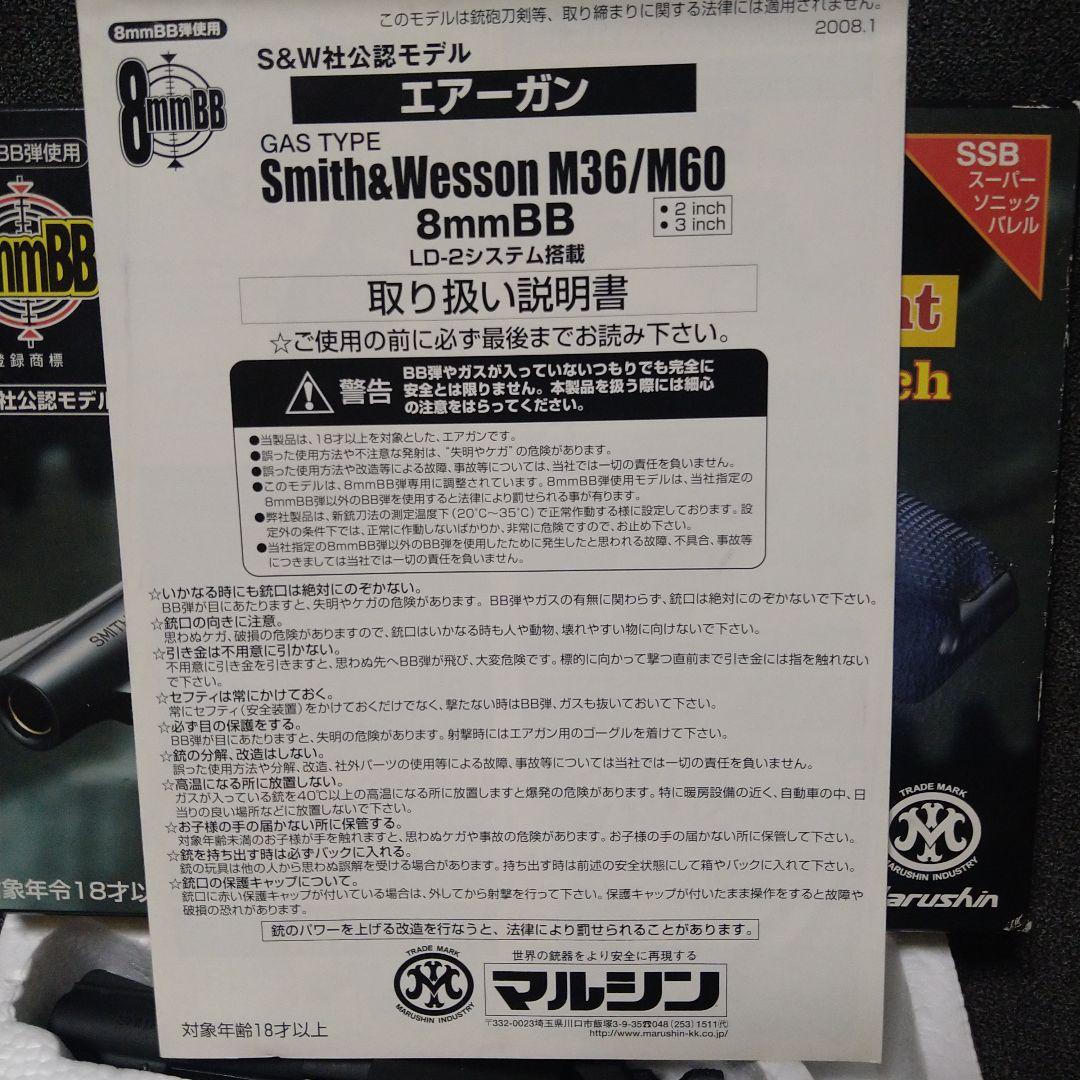 このモデルは銃砲刀剣等、取り締まりに関する法律には適用されません。
2008.1
8mmBB弾使用
8mmBB
S&W社公認モデル
エアーガン
GAS TYPE
Smith&Wesson M36/M60
8mmBB
● 2 inch
● 3 inch
LD-2システム搭載
取り扱い説明書
☆ご使用の前に必ず最後までお読み下さい。
警告
BB弾やガスが入っていないつもりでも完全に
安全とは限りません。本製品を扱う際には細心
の注意をはらってください。
●当製品は、18才以上を対象とした、エアガンです。
●誤った使用方法や不注意な発射は、"失明やケガ"の危険があります。
●誤った使用方法や改造等による故障、事故等については、当社では一切の責任を負いません。
●このモデルは、8mmBB弾専用に調整されています。8mmBB弾使用モデルは、当社指定の
8mmBB弾以外のBB弾を使用すると法律により罰せられる事が有ります。
●弊社製品は、新銃刀法の測定温度下(20℃〜35℃)で正常作動する様に設定しております。設
定外の条件下では、正常に作動しないばかりか、非常に危険ですので、お止め下さい。
●当社指定の8mmBB弾以外のBB弾を使用したために発生したと思われる故障、不具合、事故等
につきましては当社では一切の責任を負いません。
☆いかなる時にも銃口は絶対にのぞかない。
BB弾が目にあたりますと、失明やケガの危険があります。BB弾やガスの有無に関わらず、銃口は絶対にのぞかないで下さい。
☆銃口の向きに注意。
思わぬケガ、破損の危険がありますので、銃口はいかなる時も人や動物、壊れやすい物に向けないで下さい。
☆引き金は不用意に引かない。
不用意に引き金を引きますと、思わぬ先へBB弾が飛び、大変危険です。標的に向かって撃つ直前まで引き金には指を触れない
で下さい。
☆セフティは常にかけておく。
常にセフティ(安全装置)をかけておくだけでなく、撃たない時はBB弾、ガスも抜いておいて下さい。
☆必ず目の保護をする。
BB弾が目にあたりますと、失明の危険があります。射撃時にはエアガン用のゴーグルを着けて下さい。
☆銃の分解、改造はしない。
誤った使用方法や分解、改造、社外パーツの使用等による故障、事故等については当社では一切の責任を負いません。
☆高温になる所に放置しない。
ガスが入っている銃を40℃以上の高温になる所に放置しますと爆発の危険があります。特に暖房設備の近く、自動車の中、日
当りの良い場所などに放置しないで下さい。
☆お子様の手の届かない所に保管する。
対象年齢未満のお子様が手を触れますと、思わぬケガや事故の危険があります。お子様の手の届かない所に保管して下さい。
☆銃を持ち出す時は必ずバックに入れる。
銃の玩具は他の人から思わぬ誤解を受ける場合があります。持ち出す時は前述の安全状態にして箱やバックに入れて下さい。
☆銃口の保護キャップについて。
銃口に赤い保護キャップが付いている場合は、外してから射撃を行って下さい。保護キャップが付いたまま操作をすると故障や
破損の恐れがあります。
銃のパワーを上げる改造を行なうと、法律により罰せられることがあります。
TRADE MARK
MARUSHIN INDUSTRY
世界の銃器をより安全に再現する
マルシン
〒332-0023埼玉県川口市飯塚3-9-35☎048(253)1511(代)
http://www.marushin-kk.co.jp/
対象年齢18才以上
BB弾使用
mmBB
登録商標
社公認モデル
SMITH
対象年令18才以
SSB
スーパー
ソニック
バレル
nt
ch
TRADE MARK
MARUSHIN INDUSTRY
arushin